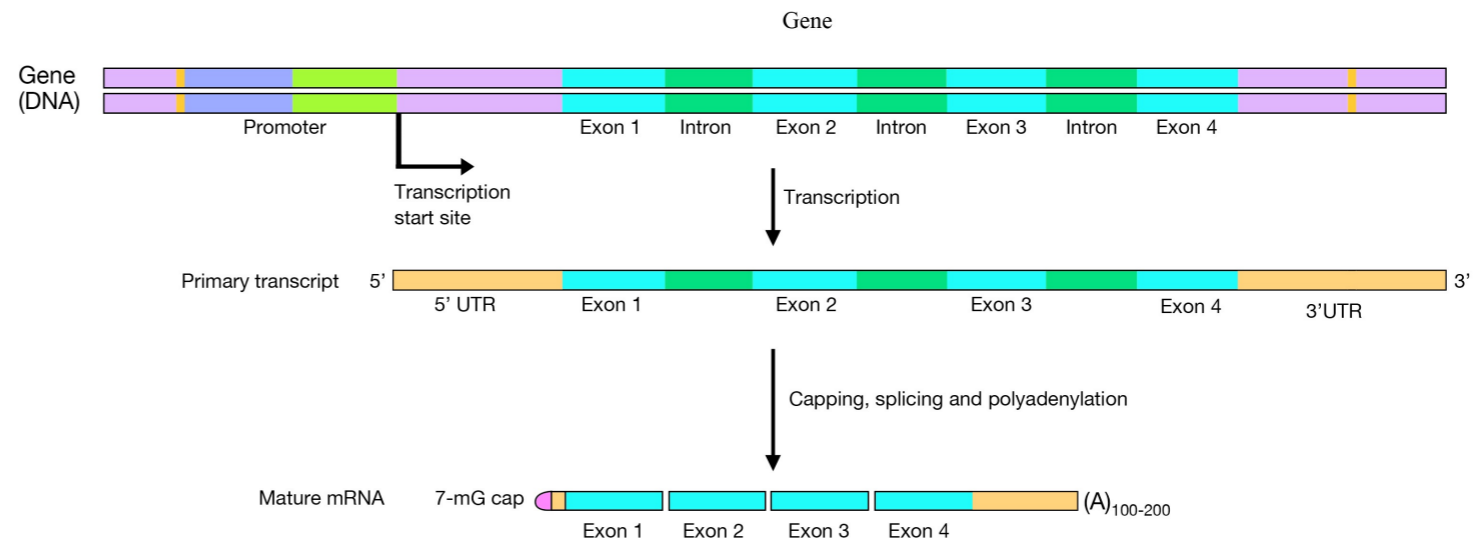 Gene
Gene
(DNA)
Promoter
Exon 1
Intron
Exon 2
Intron
Exon 3
Intron
Exon 4
Transcription
start site
Transcription
Primary transcript
5’
3’
5’ UTR
Exon 1
Exon 2
Exon 3
Exon 4
3’UTR
Capping, splicing and polyadenylation
Mature mRNA
7-mG cap
(A)100-200
Exon 1
Exon 2
Exon 3
Exon 4